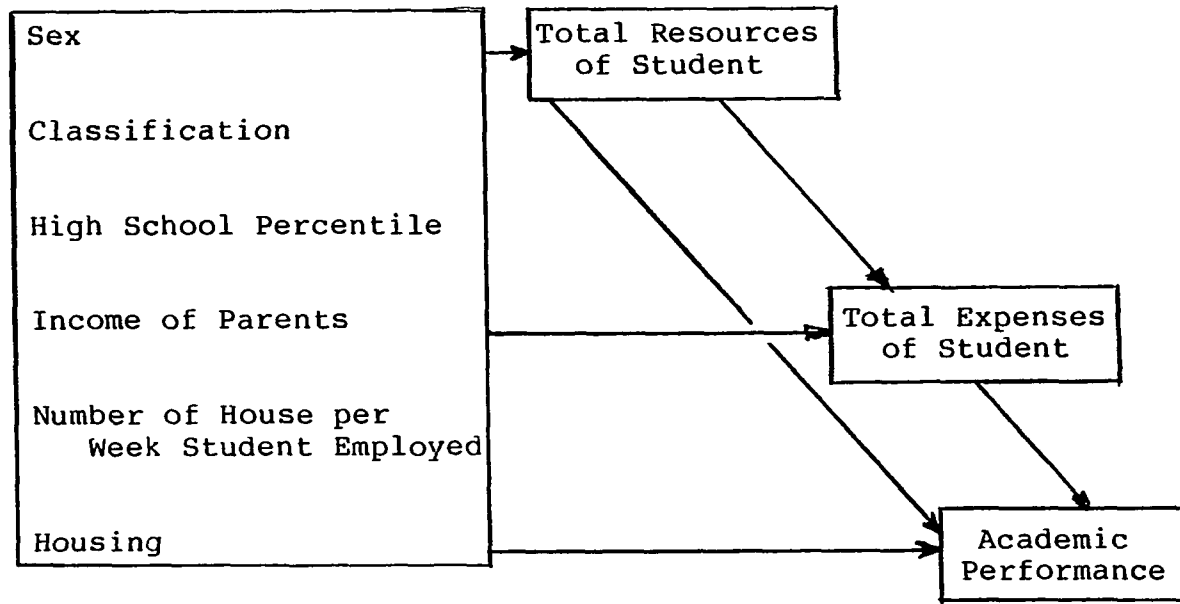 Sex
Classification
High School Percentile
Income of Parents
Number of House per
Week Student Employed
Housing
Total Resources
of Student
Total Expenses
of Student
Academic
Performance